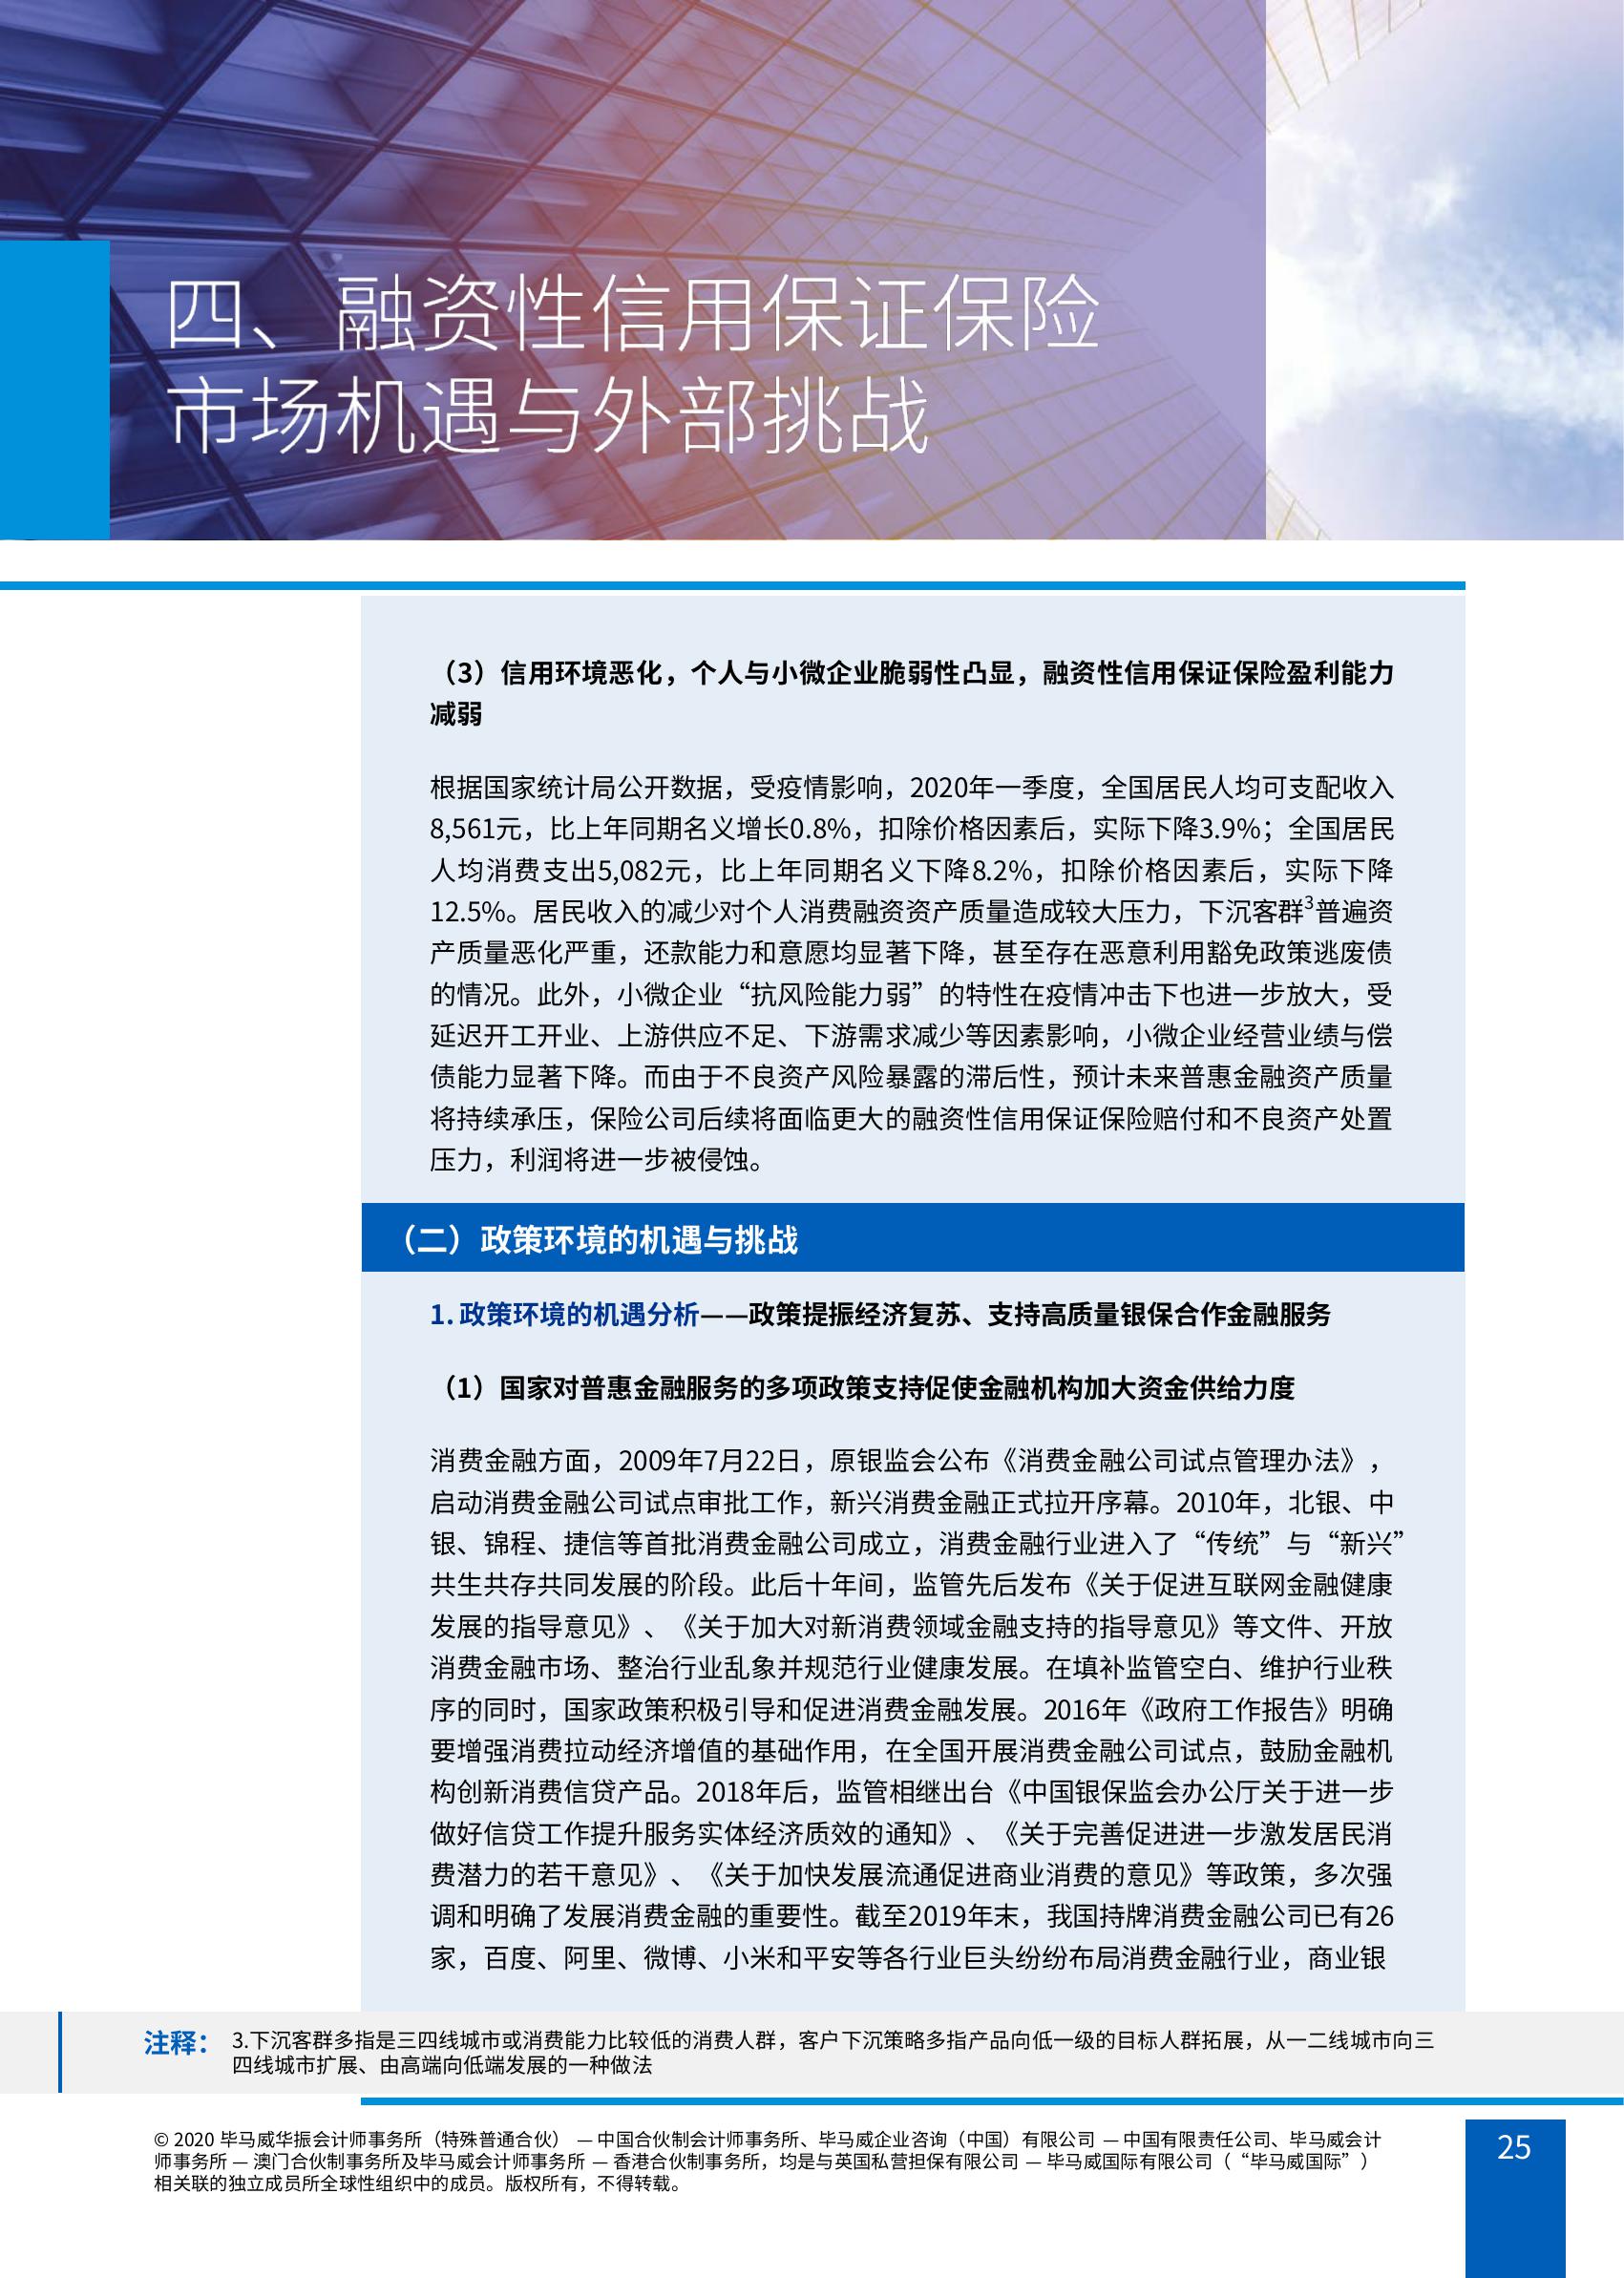 四、融资性信用保证保险
市场机遇与外部挑战
（3）信用环境恶化，个人与小微企业脆弱性凸显，融资性信用保证保险盈利能力
减弱
根据国家统计局公开数据，受疫情影响，2020年一季度，全国居民人均可支配收入
8,561元，比上年同期名义增长0.8%，扣除价格因素后，实际下降3.9%；全国居民
人均消费支出5,082元，比上年同期名义下降8.2%，扣除价格因素后，实际下降
12.5%。居民收入的减少对个人消费融资资产质量造成较大压力，下沉客群3普遍资
产质量恶化严重，还款能力和意愿均显著下降，甚至存在恶意利用豁免政策逃废债
的情况。此外，小微企业“抗风险能力弱”的特性在疫情冲击下也进一步放大，受
延迟开工开业、上游供应不足、下游需求减少等因素影响，小微企业经营业绩与偿
债能力显著下降。而由于不良资产风险暴露的滞后性，预计未来普惠金融资产质量
将持续承压，保险公司后续将面临更大的融资性信用保证保险赔付和不良资产处置
压力，利润将进一步被侵蚀。
（二）政策环境的机遇与挑战
1. 政策环境的机遇分析——政策提振经济复苏、支持高质量银保合作金融服务
（1）国家对普惠金融服务的多项政策支持促使金融机构加大资金供给力度
消费金融方面，2009年7月22日，原银监会公布《消费金融公司试点管理办法》，
启动消费金融公司试点审批工作，新兴消费金融正式拉开序幕。2010年，北银、中
银、锦程、捷信等首批消费金融公司成立，消费金融行业进入了“传统”与“新兴”
共生共存共同发展的阶段。此后十年间，监管先后发布《关于促进互联网金融健康
发展的指导意见》、《关于加大对新消费领域金融支持的指导意见》等文件、开放
消费金融市场、整治行业乱象并规范行业健康发展。在填补监管空白、维护行业秩
序的同时，国家政策积极引导和促进消费金融发展。2016年《政府工作报告》明确
要增强消费拉动经济增值的基础作用，在全国开展消费金融公司试点，鼓励金融机
构创新消费信贷产品。2018年后，监管相继出台《中国银保监会办公厅关于进一步
做好信贷工作提升服务实体经济质效的通知》、《关于完善促进进一步激发居民消
费潜力的若干意见》、《关于加快发展流通促进商业消费的意见》等政策，多次强
调和明确了发展消费金融的重要性。截至2019年末，我国持牌消费金融公司已有26
家，百度、阿里、微博、小米和平安等各行业巨头纷纷布局消费金融行业，商业银
注释： 3.下沉客群多指是三四线城市或消费能力比较低的消费人群，客户下沉策略多指产品向低一级的目标人群拓展，从一二线城市向三
四线城市扩展、由高端向低端发展的一种做法
© 2020 毕马威华振会计师事务所（特殊普通合伙） — 中国合伙制会计师事务所、毕马威企业咨询（中国）有限公司 — 中国有限责任公司、毕马威会计
师事务所 — 澳门合伙制事务所及毕马威会计师事务所 — 香港合伙制事务所，均是与英国私营担保有限公司 — 毕马威国际有限公司（“毕马威国际”）
相关联的独立成员所全球性组织中的成员。版权所有，不得转载。
25